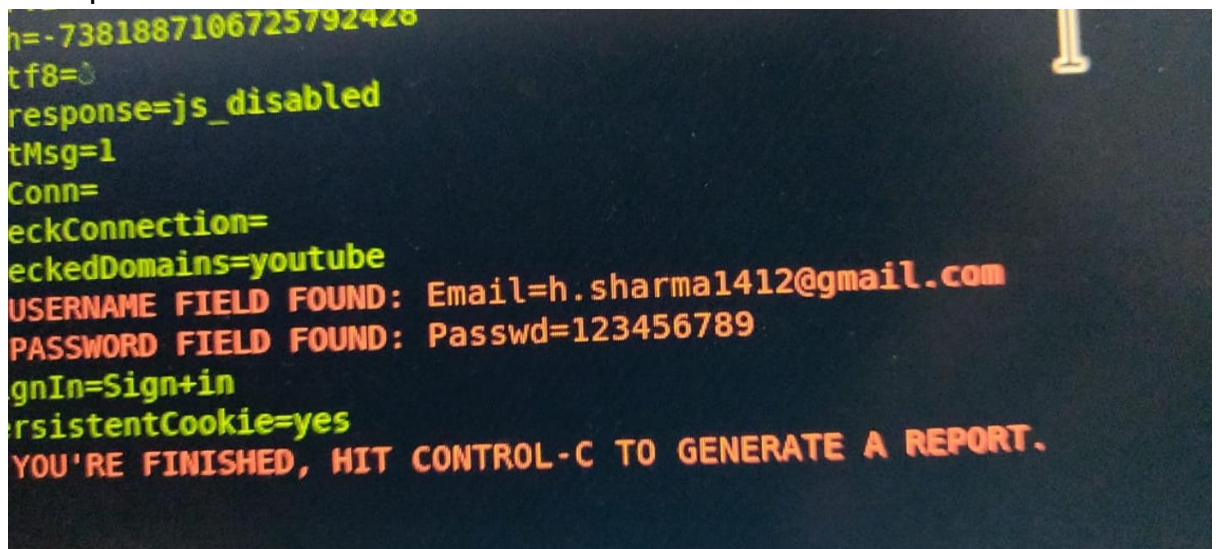 h=-7381887106725792428
tf8=
response=js_disabled
tMsg=1
Conn=
eckConnection=
eckedDomains=youtube
USERNAME FIELD FOUND: Email=h.sharma1412@gmail.com
PASSWORD FIELD FOUND: Passwd=123456789
gnIn=Sign+in
ersistentCookie=yes
YOU'RE FINISHED, HIT CONTROL-C TO GENERATE A REPORT.